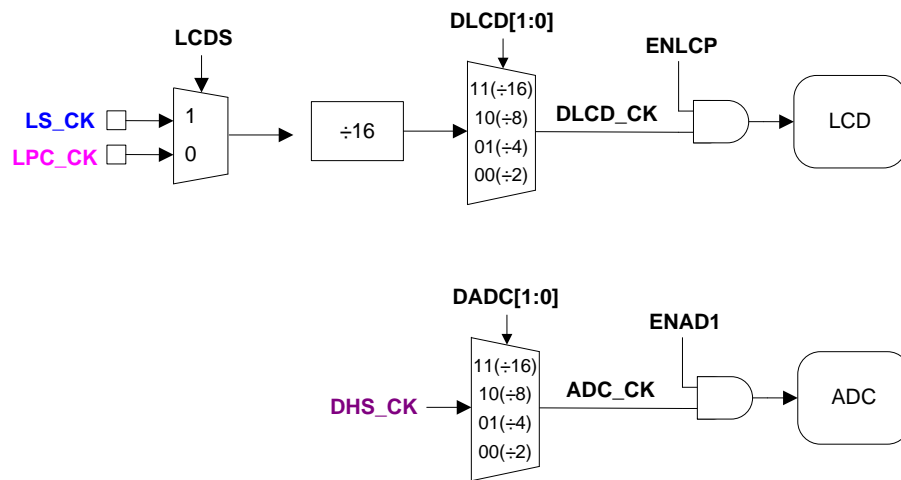 LCDS
DLCD[1:0]
ENLCP
LS_CK
LPC_CK
1
0
÷16
11(÷16)
10(÷8)
01(÷4)
00(÷2)
DLCD_CK
LCD
DADC[1:0]
ENAD1
DHS_CK
11(÷16)
10(÷8)
01(÷4)
00(÷2)
ADC_CK
ADC